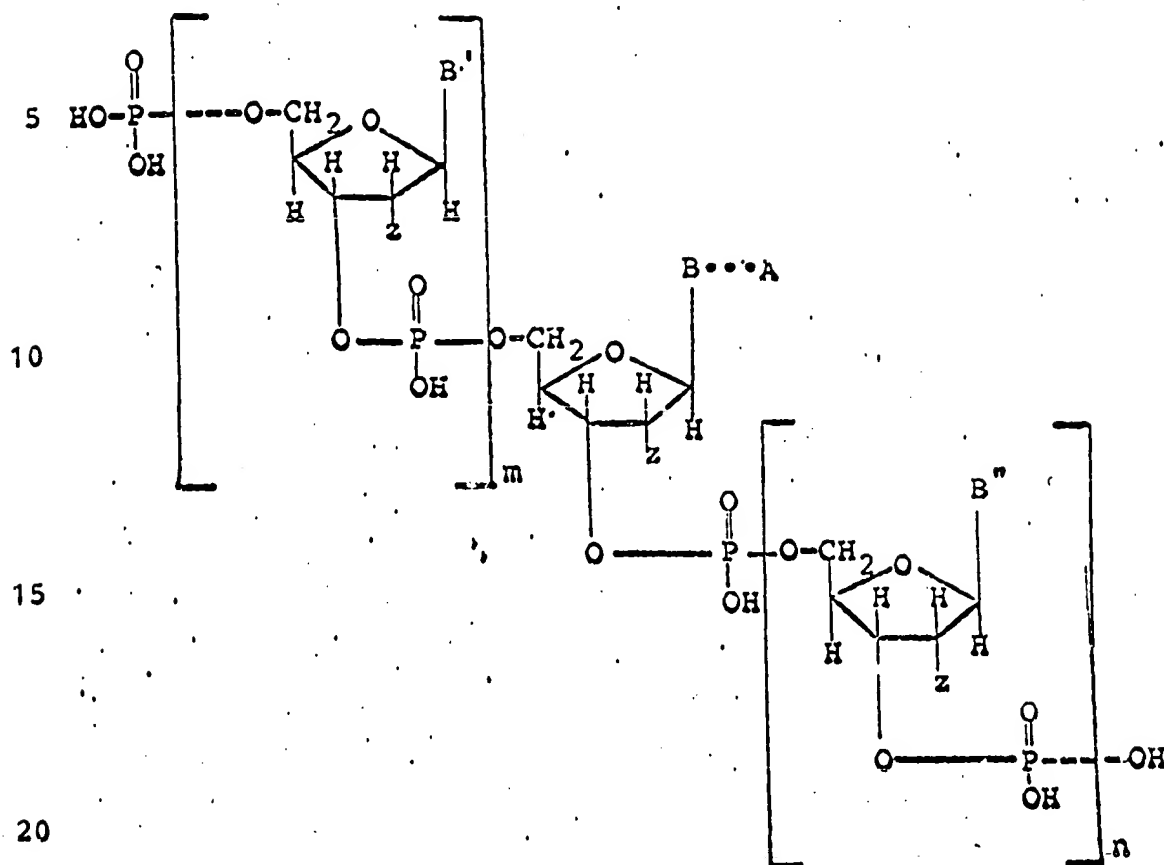 O B'
5 HO-P----O-CH2 O
OH H H
H z H
O B•••A
O P O-CH2 O
10 OH H H
H z H
m
O B"
O P O-CH2 O
15 OH H H
H z H
O
O P---OH
OH
20 n